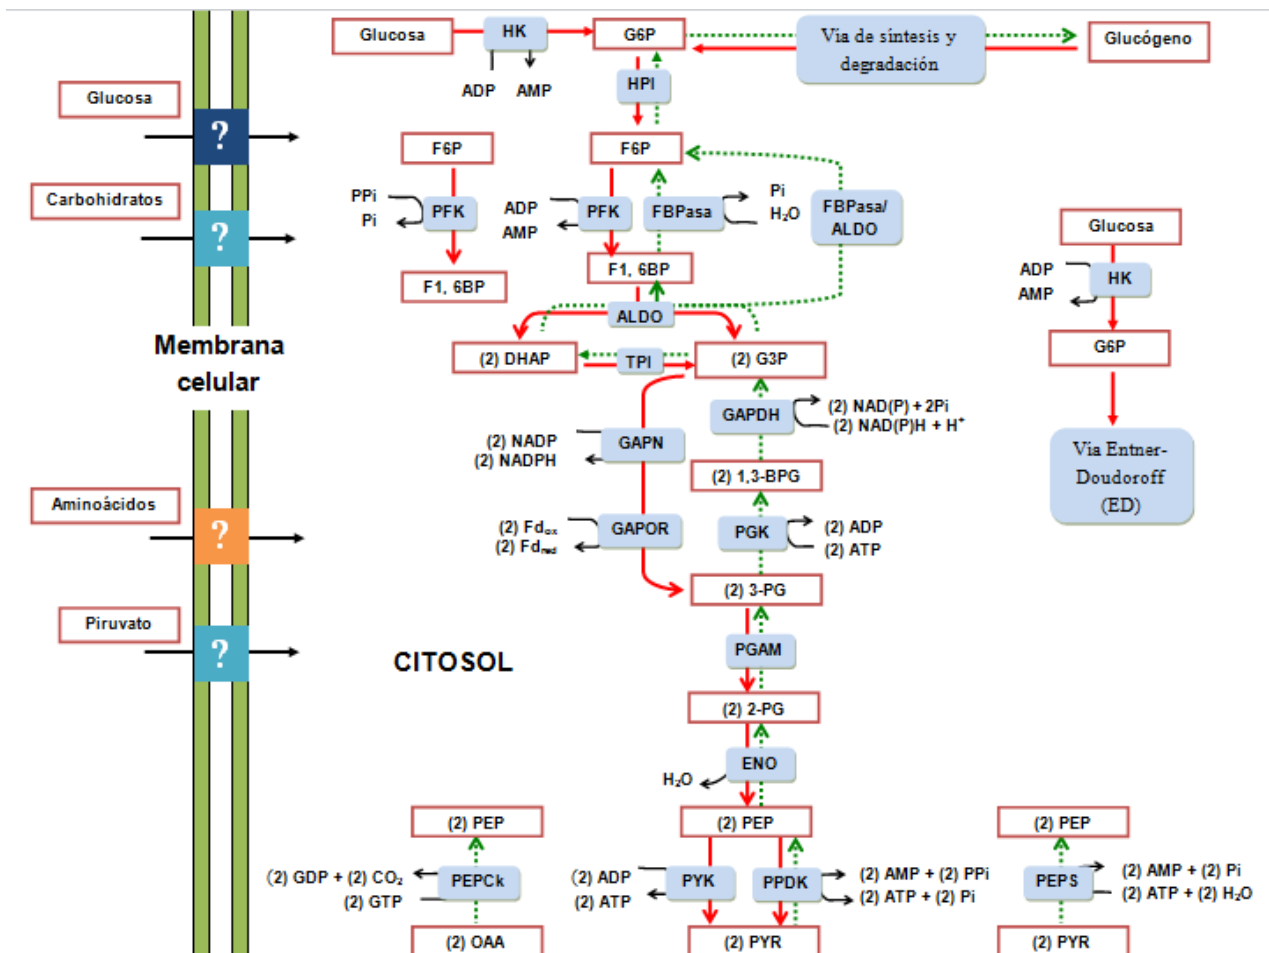 Glucosa
HK
G6P
Via de síntesis y
degradación
Glucógeno
ADP AMP
HPI
Glucosa
?
F6P
F6P
Carbohidratos
?
PPi
Pi
PFK
ADP
AMP
PFK
FBPasa
Pi
H₂O
FBPasa/
ALDO
Glucosa
F1, 6BP
F1, 6BP
ADP
AMP
HK
ALDO
Membrana
celular
(2) DHAP
TPI
(2) G3P
G6P
GAPDH
(2) NAD(P) + 2Pi
(2) NAD(P)H + H⁺
(2) NADP
(2) NADPH
GAPN
(2) 1,3-BPG
Via Entner-
Doudoroff
(ED)
Aminoácidos
?
(2) Fdox
(2) Fdred
GAPOR
PGK
(2) ADP
(2) ATP
(2) 3-PG
Piruvato
?
CITOSOL
PGAM
(2) 2-PG
ENO
H₂O
(2) PEP
(2) PEP
(2) PEP
(2) GDP + (2) CO₂
(2) GTP
PEPCk
(2) ADP
(2) ATP
PYK
PPDK
(2) AMP + (2) PPi
(2) ATP + (2) Pi
PEPS
(2) AMP + (2) Pi
(2) ATP + (2) H₂O
(2) OAA
(2) PYR
(2) PYR